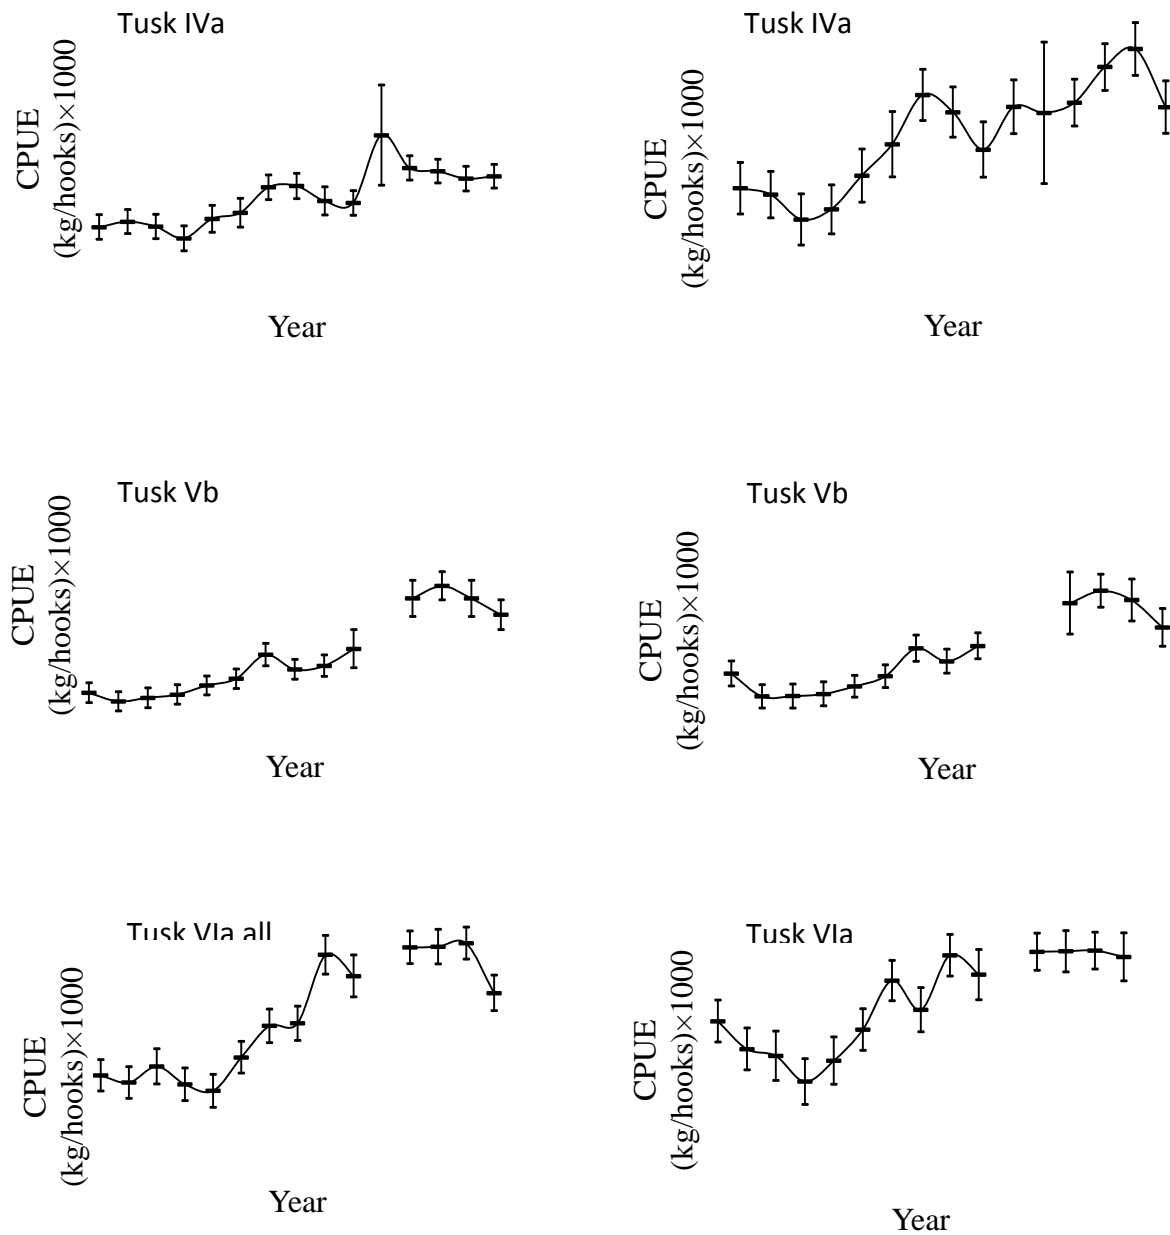 Tusk IVa
CPUE
(kg/hooks)×1000
Year
Tusk IVa
CPUE
(kg/hooks)×1000
Year
Tusk Vb
CPUE
(kg/hooks)×1000
Year
Tusk Vb
CPUE
(kg/hooks)×1000
Year
Tusk VIa all
CPUE
(kg/hooks)×1000
Year
Tusk VIa
CPUE
(kg/hooks)×1000
Year